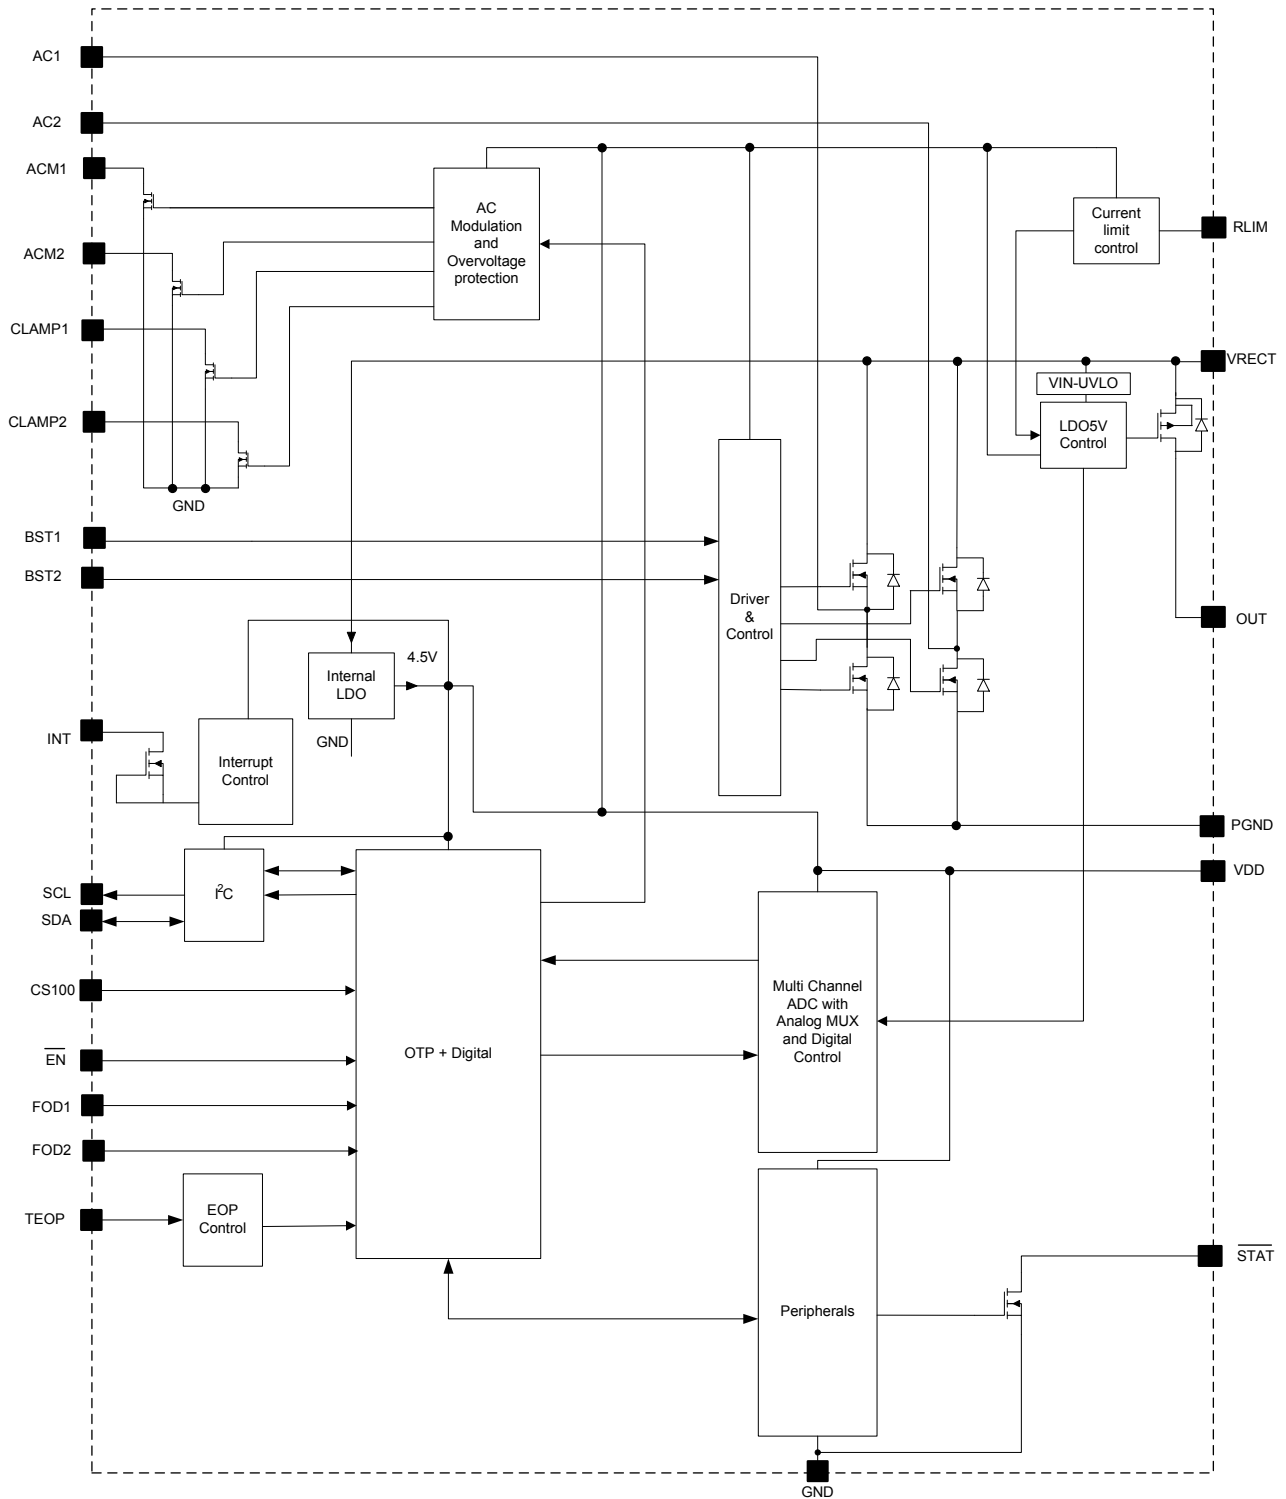 AC1
AC2
ACM1
AC
Modulation
and
Overvoltage
protection
Current
limit
control
RLIM
ACM2
CLAMP1
VRECT
VIN-UVLO
CLAMP2
LDO5V
Control
GND
BST1
BST2
Driver
&
Control
OUT
4.5V
Internal
LDO
GND
INT
Interrupt
Control
PGND
VDD
I2C
SCL
SDA
CS100
Multi Channel
ADC with
Analog MUX
and Digital
Control
EN
OTP + Digital
FOD1
FOD2
TEOP
EOP
Control
STAT
Peripherals
GND